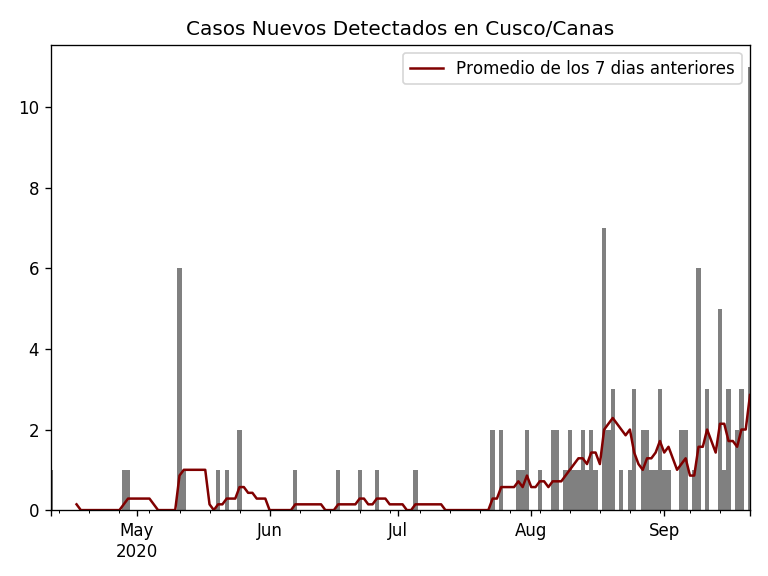 Casos Nuevos Detectados en Cusco/Canas
Promedio de los 7 dias anteriores
10
8
6
4
2
0
May Jun Jul Aug Sep
2020